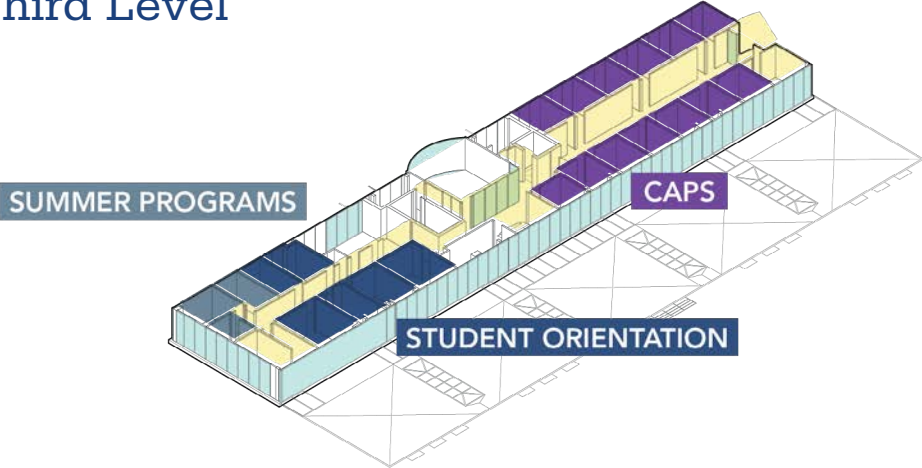 hird Level
SUMMER PROGRAMS
CAPS
STUDENT ORIENTATION